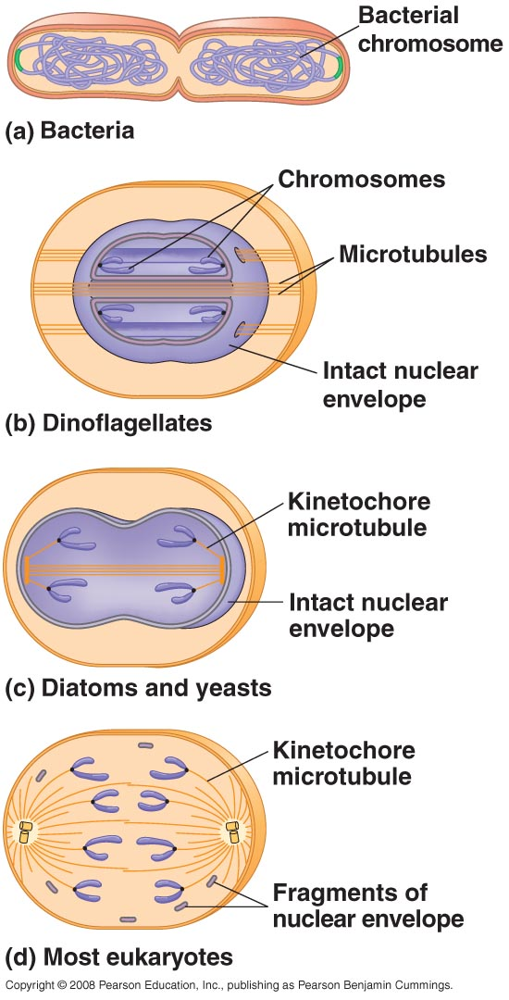 Bacterial
chromosome
(a) Bacteria
Chromosomes
Microtubules
Intact nuclear
envelope
(b) Dinoflagellates
Kinetochore
microtubule
Intact nuclear
envelope
(c) Diatoms and yeasts
Kinetochore
microtubule
Fragments of
nuclear envelope
(d) Most eukaryotes
Copyright © 2008 Pearson Education, Inc., publishing as Pearson Benjamin Cummings.